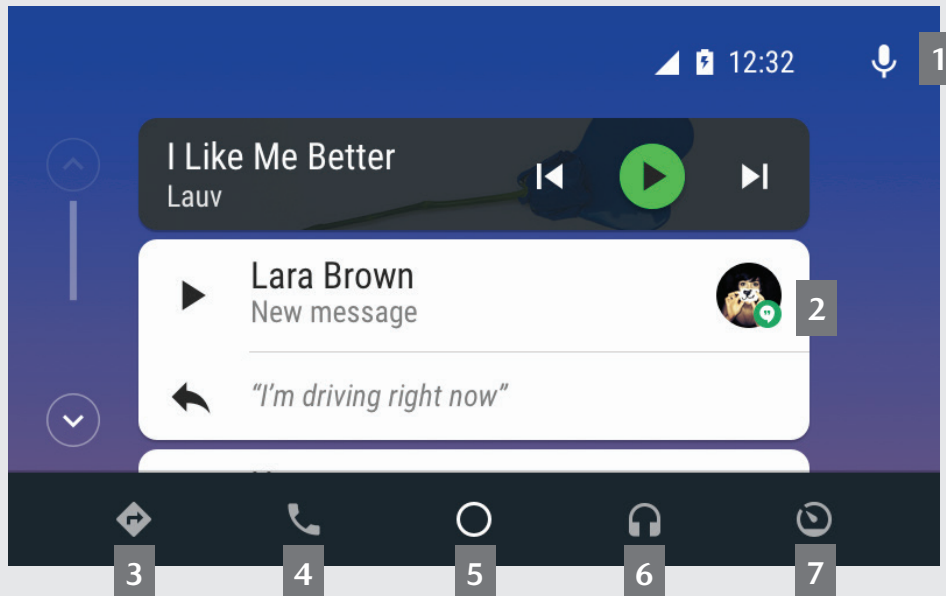 12:32
1
I Like Me Better
Lauv
Lara Brown
New message
2
“I’m driving right now”
3 4 5 6 7